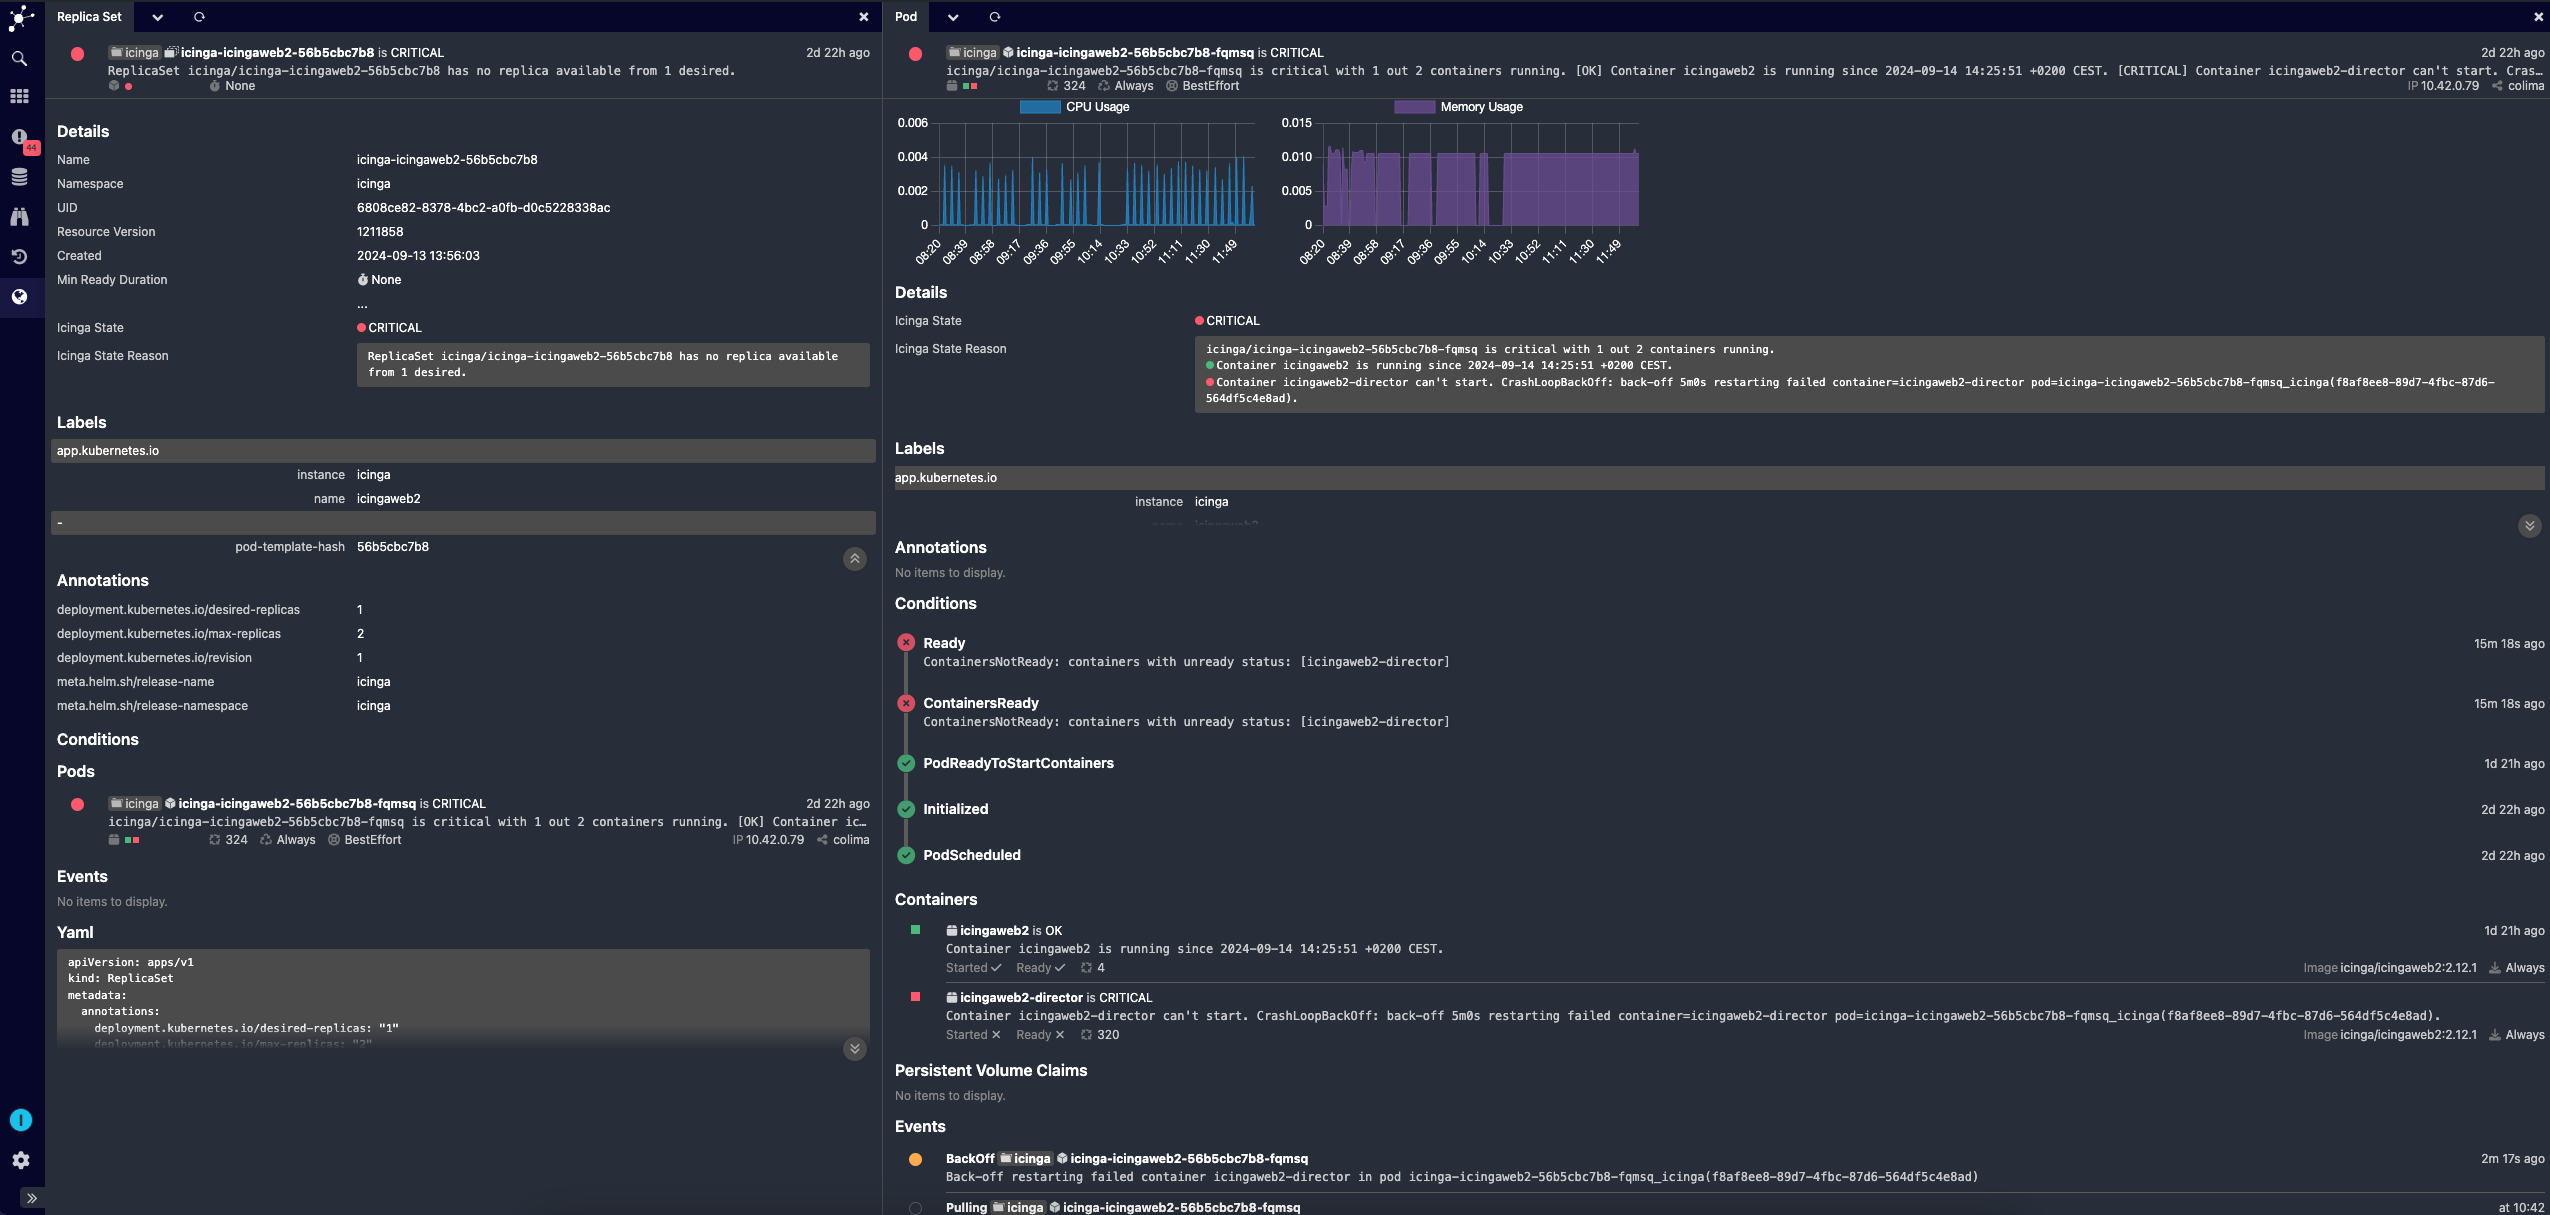 Replica Set
icinga icinga-icingaweb2-56b5cbc7b8 is CRITICAL
2d 22h ago
ReplicaSet icinga/icinga-icingaweb2-56b5cbc7b8 has no replica available from 1 desired.
None
44
Details
Name icinga-icingaweb2-56b5cbc7b8
Namespace icinga
UID 6808ce82-8378-4bc2-a0fb-d0c5228338ac
Resource Version 1211858
Created 2024-09-13 13:56:03
Min Ready Duration None
...
Icinga State CRITICAL
Icinga State Reason ReplicaSet icinga/icinga-icingaweb2-56b5cbc7b8 has no replica available
from 1 desired.
Labels
app.kubernetes.io
instance icinga
name icingaweb2
-
pod-template-hash 56b5cbc7b8
Annotations
deployment.kubernetes.io/desired-replicas 1
deployment.kubernetes.io/max-replicas 2
deployment.kubernetes.io/revision 1
meta.helm.sh/release-name icinga
meta.helm.sh/release-namespace icinga
Conditions
Pods
icinga icinga-icingaweb2-56b5cbc7b8-fqmsq is CRITICAL 2d 22h ago
icinga/icinga-icingaweb2-56b5cbc7b8-fqmsq is critical with 1 out 2 containers running. [OK] Container ic...
324 Always BestEffort IP 10.42.0.79 colima
Events
No items to display.
Yaml
apiVersion: apps/v1
kind: ReplicaSet
metadata:
annotations:
deployment.kubernetes.io/desired-replicas: "1"
deployment.kubernetes.io/max-replicas: "2"
Pod
icinga icinga-icingaweb2-56b5cbc7b8-fqmsq is CRITICAL 2d 22h ago
icinga/icinga-icingaweb2-56b5cbc7b8-fqmsq is critical with 1 out 2 containers running. [OK] Container icingaweb2 is running since 2024-09-14 14:25:51 +0200 CEST. [CRITICAL] Container icingaweb2-director can't start. Cras...
324 Always BestEffort IP 10.42.0.79 colima
CPU Usage
0.006
0.004
0.002
0
08:20 08:39 08:58 09:17 09:36 09:55 10:14 10:33 10:52 11:11 11:30 11:49
Memory Usage
0.015
0.010
0.005
0
08:20 08:39 08:58 09:17 09:36 09:55 10:14 10:33 10:52 11:11 11:30 11:49
Details
Icinga State CRITICAL
Icinga State Reason icinga/icinga-icingaweb2-56b5cbc7b8-fqmsq is critical with 1 out 2 containers running.
Container icingaweb2 is running since 2024-09-14 14:25:51 +0200 CEST.
Container icingaweb2-director can't start. CrashLoopBackOff: back-off 5m0s restarting failed container=icingaweb2-director pod=icinga-icingaweb2-56b5cbc7b8-fqmsq_icinga(f8af8ee8-89d7-4fbc-87d6-
564df5c4e8ad).
Labels
app.kubernetes.io
instance icinga
name icingaweb2
Annotations
No items to display.
Conditions
Ready 15m 18s ago
ContainersNotReady: containers with unready status: [icingaweb2-director]
ContainersReady 15m 18s ago
ContainersNotReady: containers with unready status: [icingaweb2-director]
PodReadyToStartContainers 1d 21h ago
Initialized 2d 22h ago
PodScheduled 2d 22h ago
Containers
icingaweb2 is OK 1d 21h ago
Container icingaweb2 is running since 2024-09-14 14:25:51 +0200 CEST.
Started Ready 4 Image icinga/icingaweb2:2.12.1 Always
icingaweb2-director is CRITICAL
Container icingaweb2-director can't start. CrashLoopBackOff: back-off 5m0s restarting failed container=icingaweb2-director pod=icinga-icingaweb2-56b5cbc7b8-fqmsq_icinga(f8af8ee8-89d7-4fbc-87d6-564df5c4e8ad).
Started Ready 320 Image icinga/icingaweb2:2.12.1 Always
Persistent Volume Claims
No items to display.
Events
BackOff icinga icinga-icingaweb2-56b5cbc7b8-fqmsq 2m 17s ago
Back-off restarting failed container icingaweb2-director in pod icinga-icingaweb2-56b5cbc7b8-fqmsq_icinga(f8af8ee8-89d7-4fbc-87d6-564df5c4e8ad)
Pulling icinga icinga-icingaweb2-56b5cbc7b8-fqmsq at 10:42